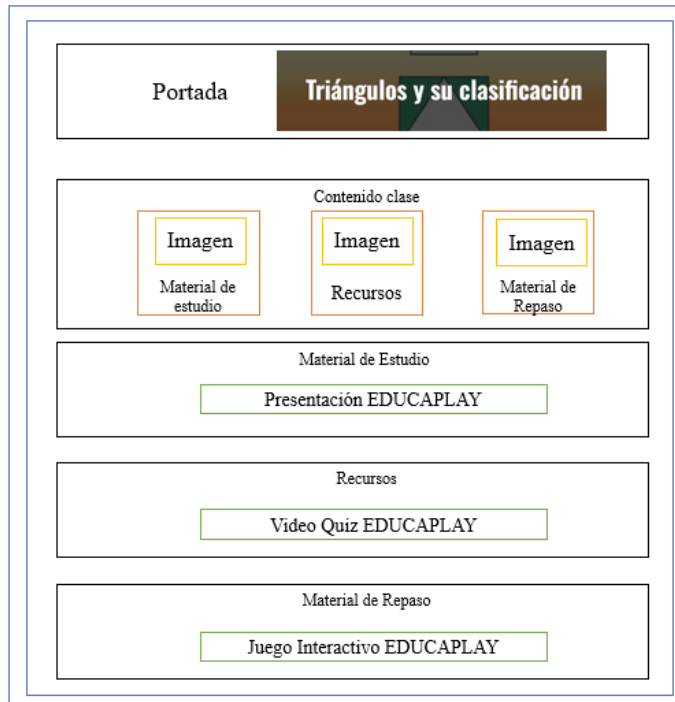 Portada
Triángulos y su clasificación
Contenido clase
Imagen
Material de
estudio
Imagen
Recursos
Imagen
Material de
Repaso
Material de Estudio
Presentación EDUCAPLAY
Recursos
Video Quiz EDUCAPLAY
Material de Repaso
Juego Interactivo EDUCAPLAY